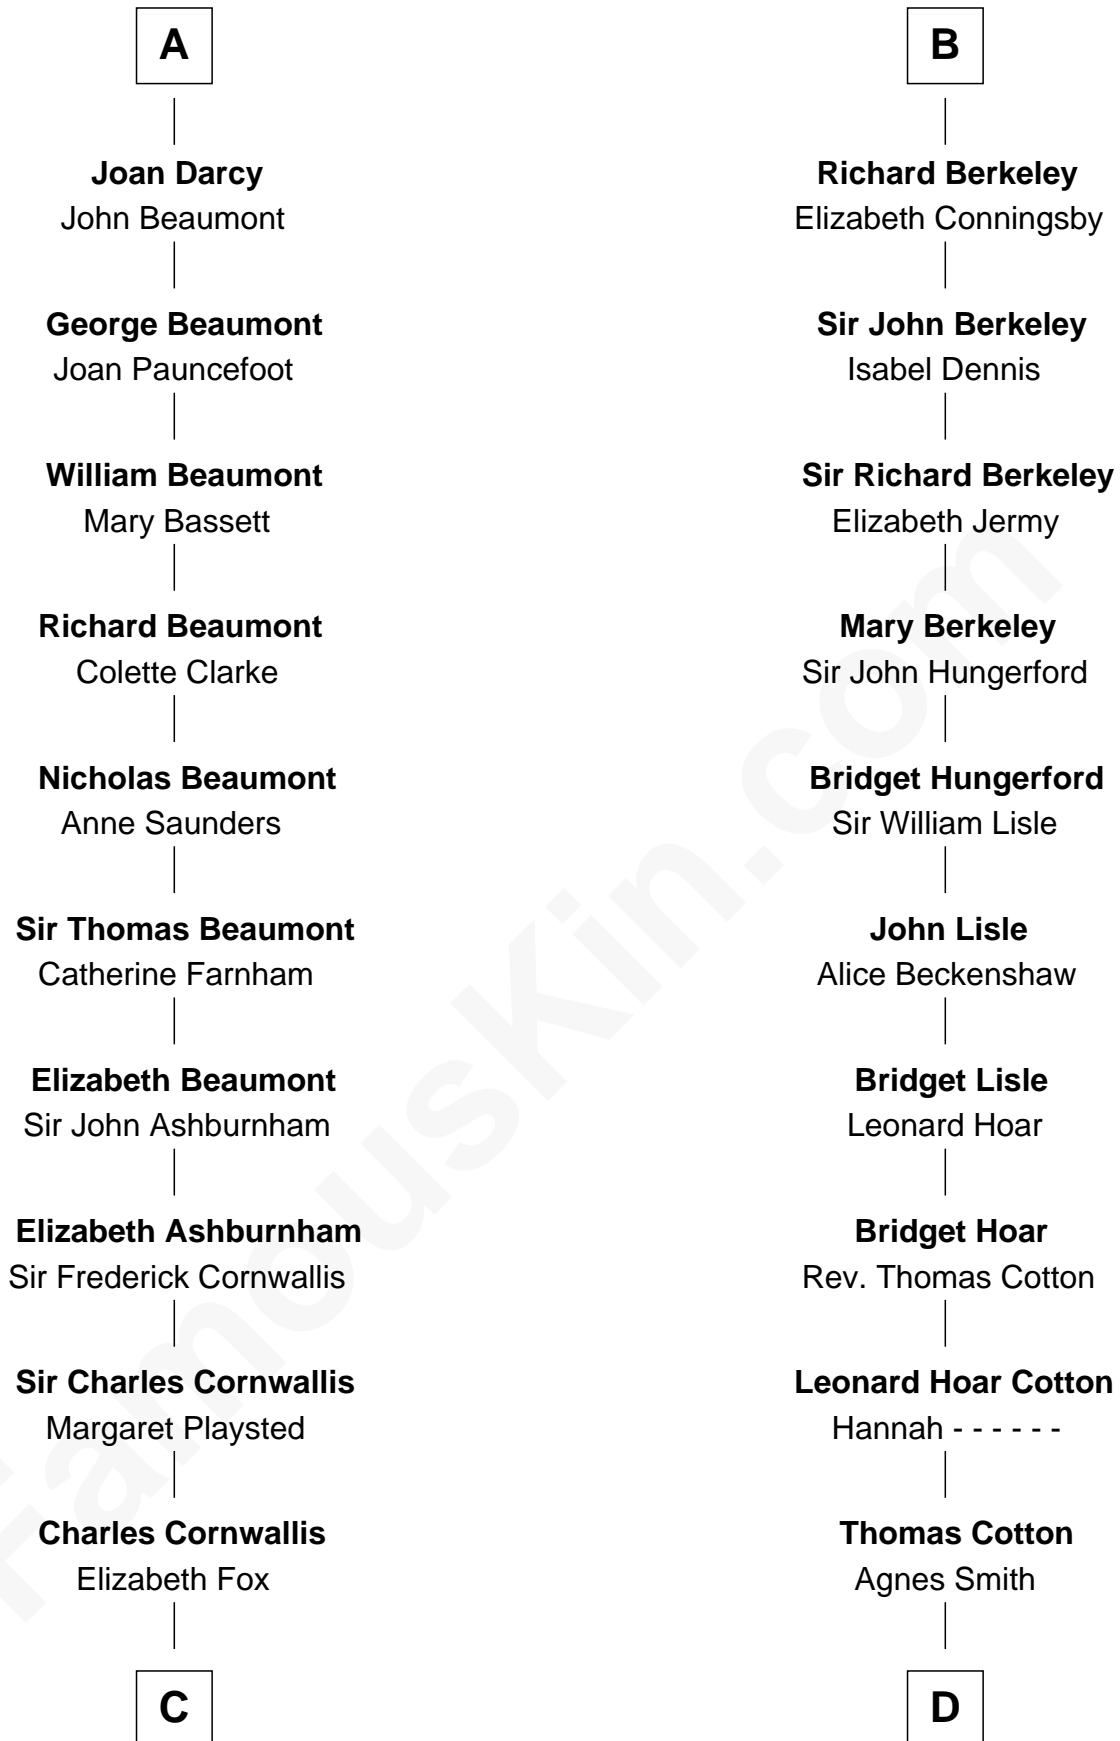 A
Joan Darcy
John Beaumont
George Beaumont
Joan Pauncefoot
William Beaumont
Mary Bassett
Richard Beaumont
Colette Clarke
Nicholas Beaumont
Anne Saunders
Sir Thomas Beaumont
Catherine Farnham
Elizabeth Beaumont
Sir John Ashburnham
Elizabeth Ashburnham
Sir Frederick Cornwallis
Sir Charles Cornwallis
Margaret Playsted
Charles Cornwallis
Elizabeth Fox
C
B
Richard Berkeley
Elizabeth Conningsby
Sir John Berkeley
Isabel Dennis
Sir Richard Berkeley
Elizabeth Jermy
Mary Berkeley
Sir John Hungerford
Bridget Hungerford
Sir William Lisle
John Lisle
Alice Beckenshaw
Bridget Lisle
Leonard Hoar
Bridget Hoar
Rev. Thomas Cotton
Leonard Hoar Cotton
Hannah - - - - - -
Thomas Cotton
Agnes Smith
D
FamousKin.com